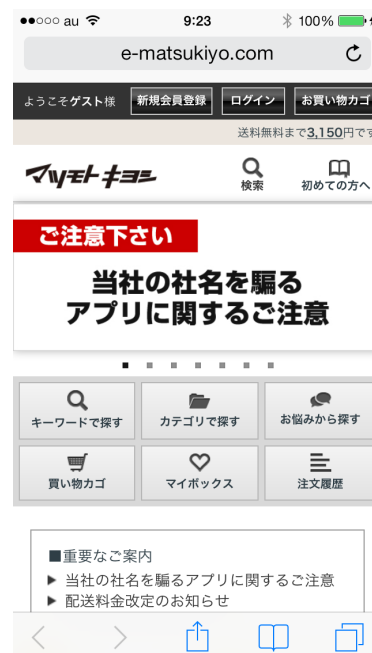 au 9:23 100%
e-matsukiyo.com
ようこそゲスト様 新規会員登録 ログイン お買い物カゴ
送料無料まで3,150円です
マツモトキヨシ 検索 初めての方へ
ご注意下さい
当社の社名を騙る
アプリに関するご注意
キーワードで探す カテゴリで探す お悩みから探す
買い物カゴ マイボックス 注文履歴
■重要なご案内
▶ 当社の社名を騙るアプリに関するご注意
▶ 配送料金改定のお知らせ